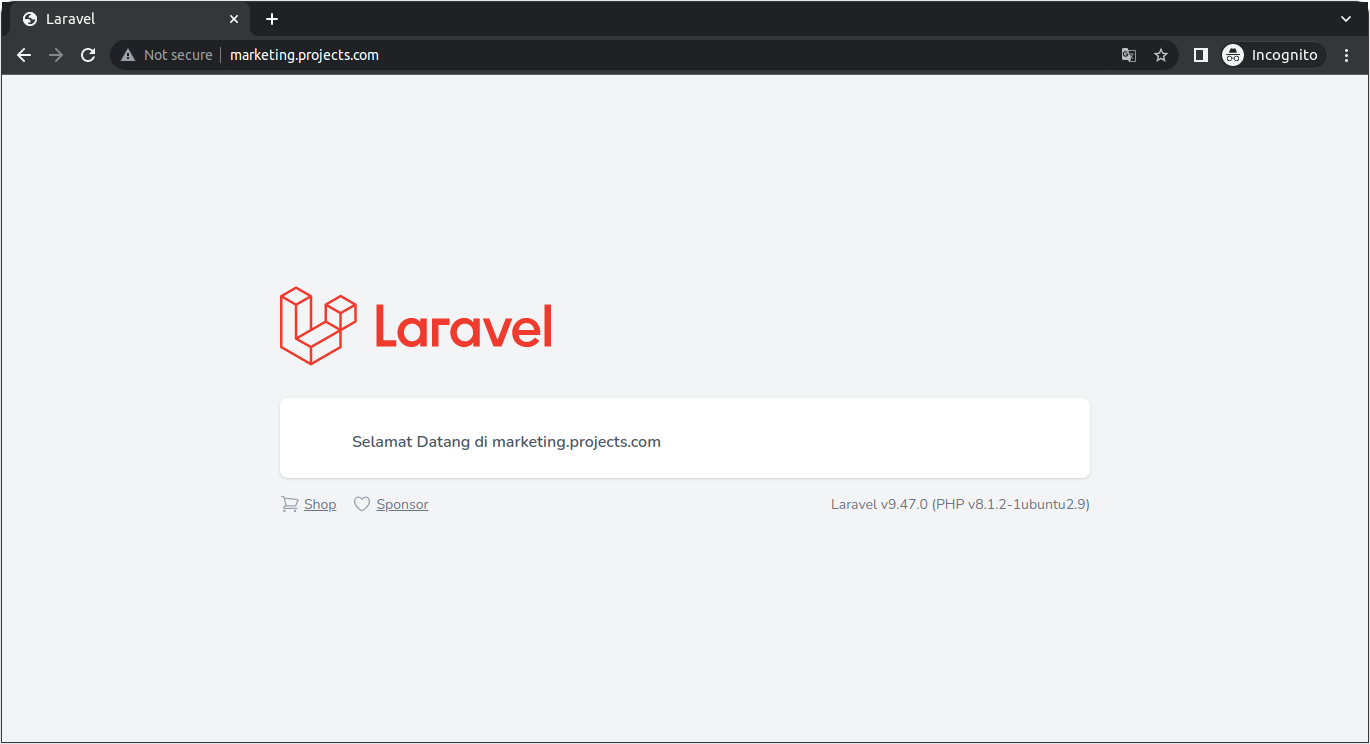 Laravel
Not secure marketing.projects.com Incognito
Laravel
Selamat Datang di marketing.projects.com
Shop Sponsor Laravel v9.47.0 (PHP v8.1.2-1ubuntu2.9)